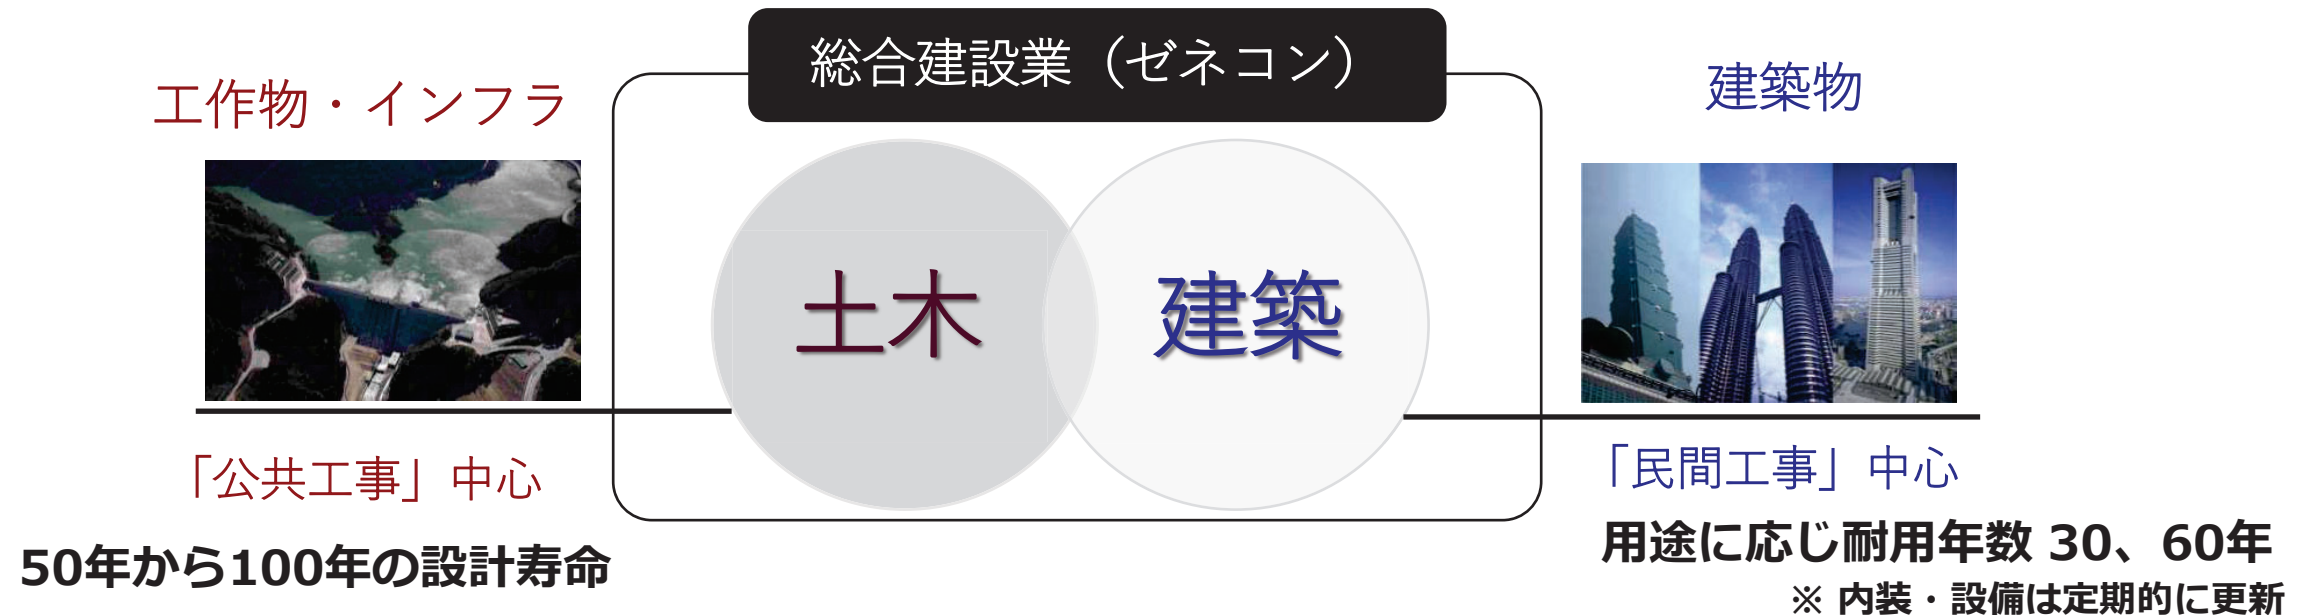 総合建設業（ゼネコン）
工作物・インフラ
建築物
土木
建築
「公共工事」中心
「民間工事」中心
50年から100年の設計寿命
用途に応じ耐用年数 30、60年
※ 内装・設備は定期的に更新